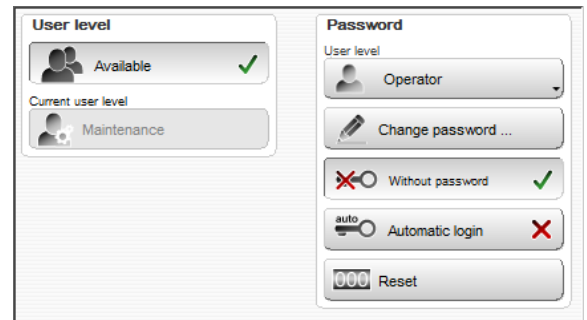 User level
Available
Current user level
Maintenance
Password
User level
Operator
Change password ...
Without password
auto
Automatic login
000 Reset